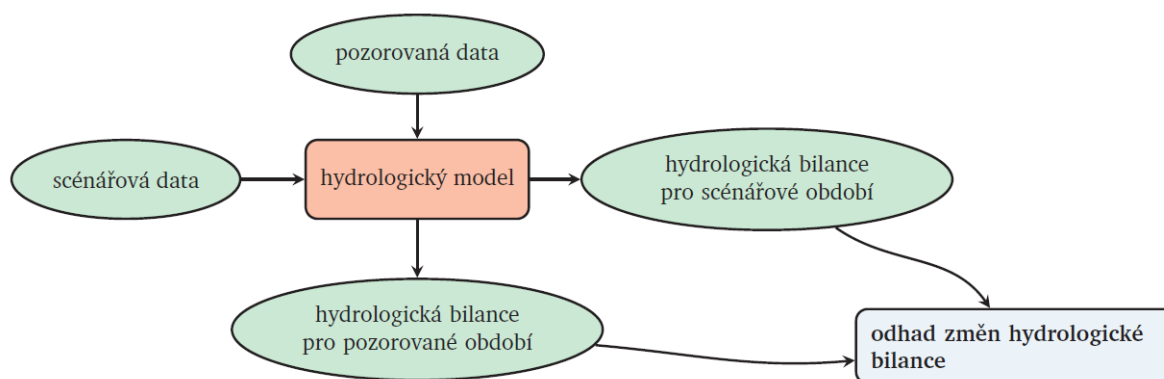 pozorovaná data
scénářová data
hydrologický model
hydrologická bilance
pro scénářové období
hydrologická bilance
pro pozorované období
odhad změn hydrologické
bilance